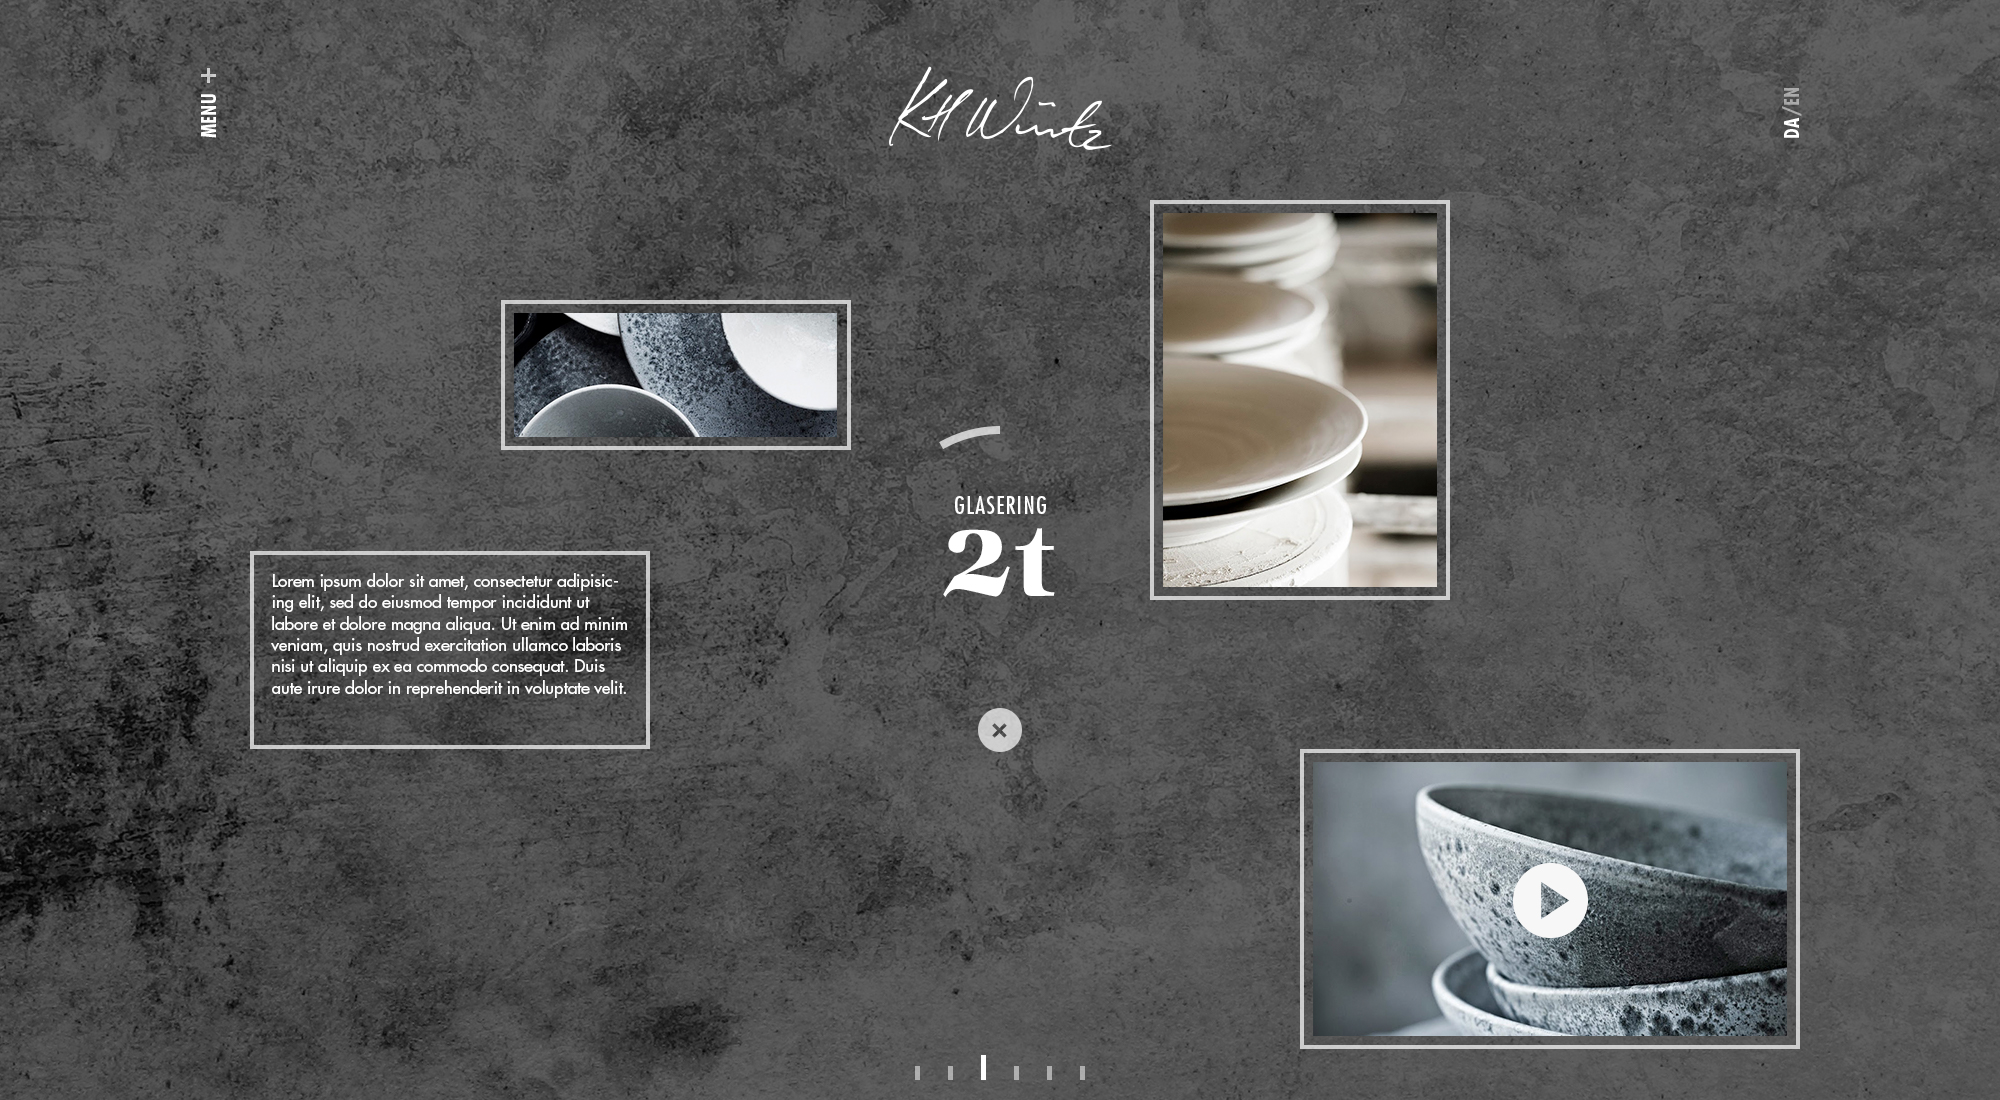 MENU +
KH Würtz
DA/EN
GLASERING
2t
Lorem ipsum dolor sit amet, consectetur adipisic-
ing elit, sed do eiusmod tempor incididunt ut
labore et dolore magna aliqua. Ut enim ad minim
veniam, quis nostrud exercitation ullamco laboris
nisi ut aliquip ex ea commodo consequat. Duis
aute irure dolor in reprehenderit in voluptate velit.